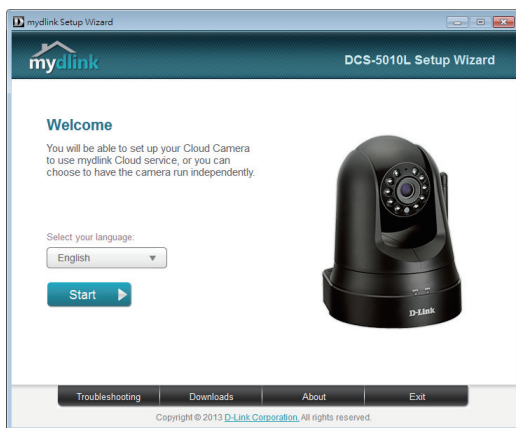 mydlink Setup Wizard
mydlink
DCS-5010L Setup Wizard
Welcome
You will be able to set up your Cloud Camera
to use mydlink Cloud service, or you can
choose to have the camera run independently.
Select your language:
English
Start
D-Link
Troubleshooting Downloads About Exit
Copyright © 2013 D-Link Corporation. All rights reserved.